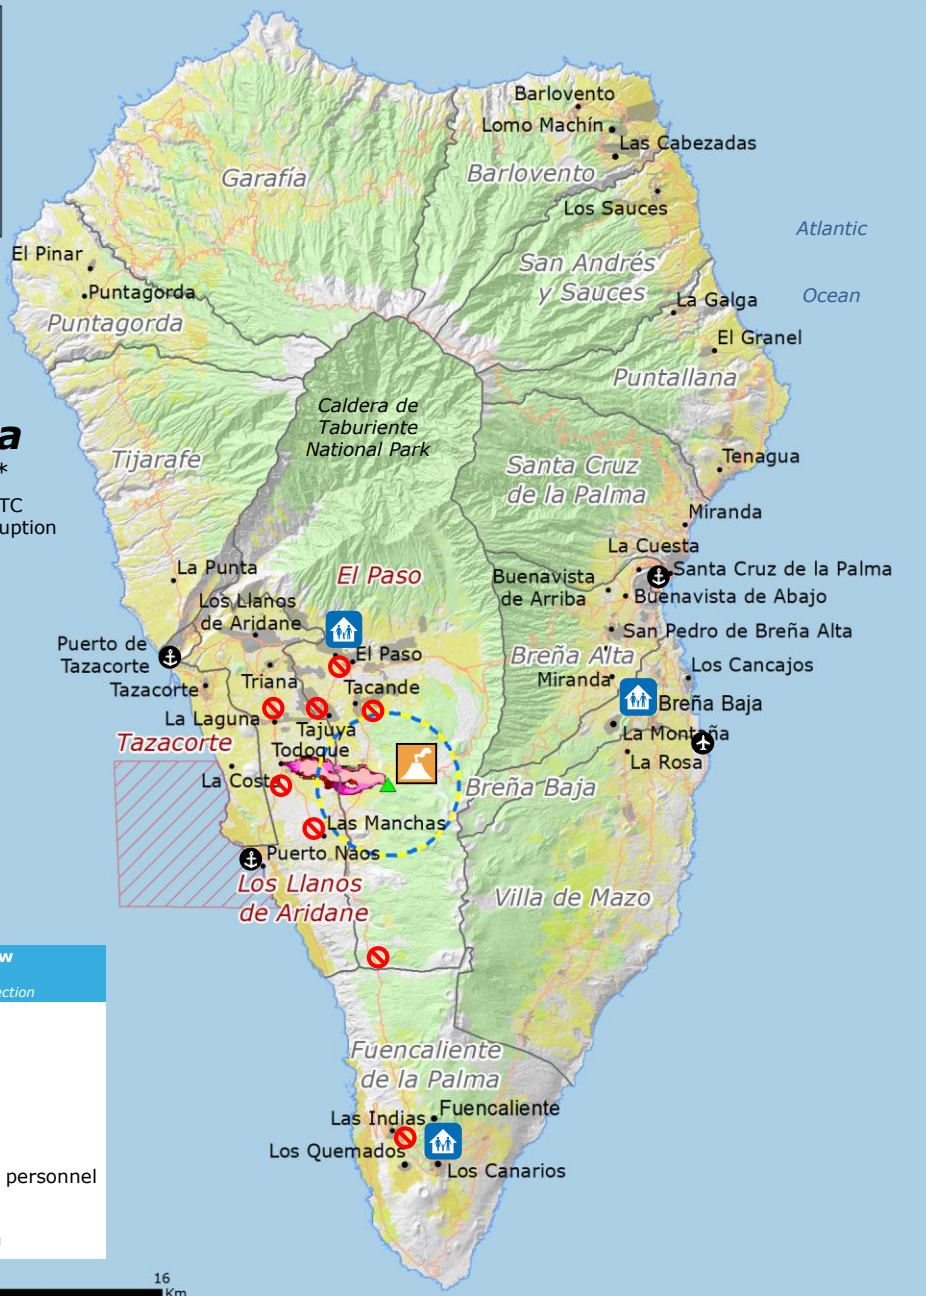 Barlovento
Lomo Machín
Las Cabezadas
Garafía
Barlovento
Los Sauces
Atlantic
Ocean
El Pinar
San Andrés
y Sauces
Puntagorda
La Galga
Puntagorda
El Granel
Puntallana
Caldera de
Taburiente
National Park
a
*
Tijarafe
Santa Cruz
de la Palma
Tenagua
TC
uption
Miranda
La Cuesta
La Punta
El Paso
Buenavista
de Arriba
Santa Cruz de la Palma
Buenavista de Abajo
Los Llanos
de Aridane
San Pedro de Breña Alta
Puerto de
Tazacorte
El Paso
Breña Alta
Los Cancajos
Tazacorte
Triana
Tacande
Miranda
Breña Baja
La Laguna
Tajuya
La Montaña
Tazacorte
Todoque
La Rosa
La Costa
Breña Baja
Las Manchas
Puerto Naos
Los Llanos
de Aridane
Villa de Mazo
w
ection
Fuencaliente
de la Palma
Las Indias
Fuencaliente
Los Quemados
Los Canarios
personnel
16
Km